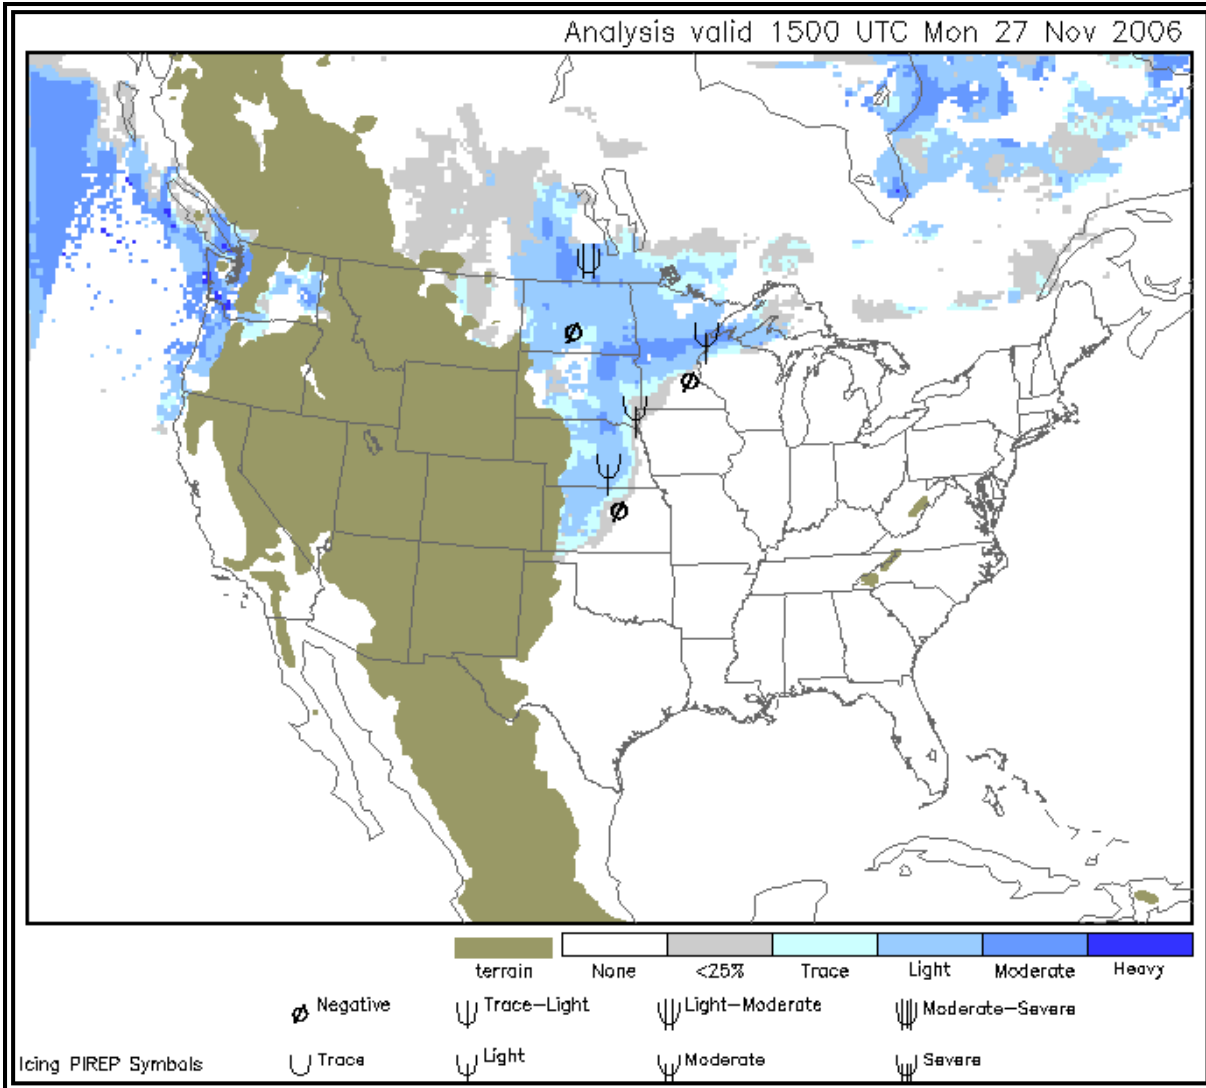 Analysis valid 1500 UTC Mon 27 Nov 2006
terrain None <25% Trace Light Moderate Heavy
Negative Trace-Light Light-Moderate Moderate-Severe
Icing PIREP Symbols Trace Light Moderate Severe